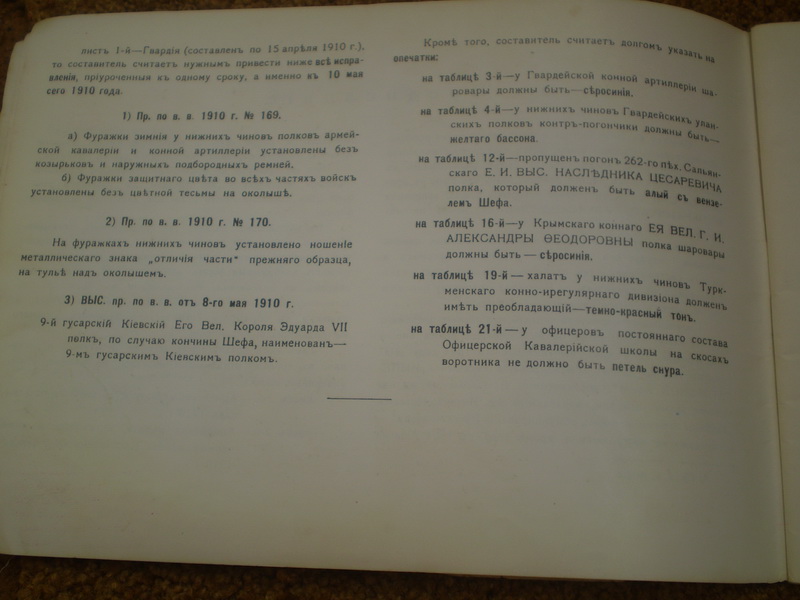 листъ 1-й—Гвардія (составленъ по 15 апрѣля 1910 г.),
то составитель считаетъ нужнымъ привести ниже всѣ испра-
вленія, пріуроченныя къ одному сроку, а именно къ 10 мая
сего 1910 года.
1) Пр. по в. в. 1910 г. № 169.
а) Фуражки зимнія у нижнихъ чиновъ полковъ армей-
ской кавалеріи и конной артиллеріи установлены безъ
козырьковъ и наружныхъ подбородныхъ ремней.
б) Фуражки защитнаго цвѣта во всѣхъ частяхъ войскъ
установлены безъ цвѣтной тесьмы на околышѣ.
2) Пр. по в. в. 1910 г. № 170.
На фуражкахъ нижнихъ чиновъ установлено ношеніе
металлическаго знака „отличія части“ прежняго образца,
на тульѣ надъ околышемъ.
3) ВЫС. пр. по в. в. отъ 8-го мая 1910 г.
9-й гусарскій Кіевскій Его Вел. Короля Эдуарда VII
полкъ, по случаю кончины Шефа, наименованъ—
9-мъ гусарскимъ Кіевскимъ полкомъ.
Кромѣ того, составитель считаетъ долгомъ указать на
опечатки:
на таблицѣ 3-й—у Гвардейской конной артиллеріи ша-
ровары должны быть—сѣросинія.
на таблицѣ 4-й—у нижнихъ чиновъ Гвардейскихъ улан-
скихъ полковъ контръ-погончики должны быть—
желтаго бассона.
на таблицѣ 12-й—пропущенъ погонъ 262-го пѣх. Сальян-
скаго Е. И. ВЫС. НАСЛѢДНИКА ЦЕСАРЕВИЧА
полка, который долженъ быть алый съ вензе-
лемъ Шефа.
на таблицѣ 16-й—у Крымскаго коннаго ЕЯ ВЕЛ. Г. И.
АЛЕКСАНДРЫ ѲЕОДОРОВНЫ полка шаровары
должны быть—сѣросинія.
на таблицѣ 19-й—халатъ у нижнихъ чиновъ Турк-
менскаго конно-ирегулярнаго дивизіона долженъ
имѣть преобладающій—темно-красный тонъ.
на таблицѣ 21-й—у офицеровъ постояннаго состава
Офицерской Кавалерійской школы на скосахъ
воротника не должно быть петель снура.